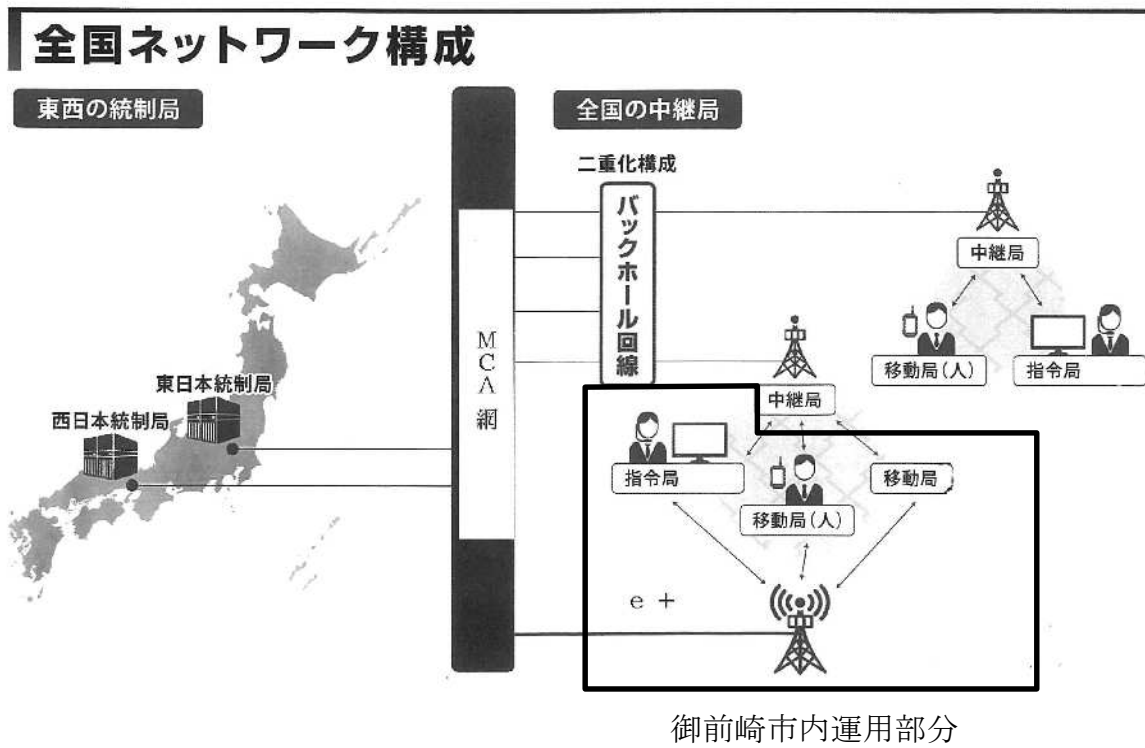 全国ネットワーク構成
東西の統制局
全国の中継局
二重化構成
バックホール回線
中継局
移動局(人)
指令局
MCA網
東日本統制局
西日本統制局
中継局
指令局
移動局(人)
移動局
e +
御前崎市内運用部分